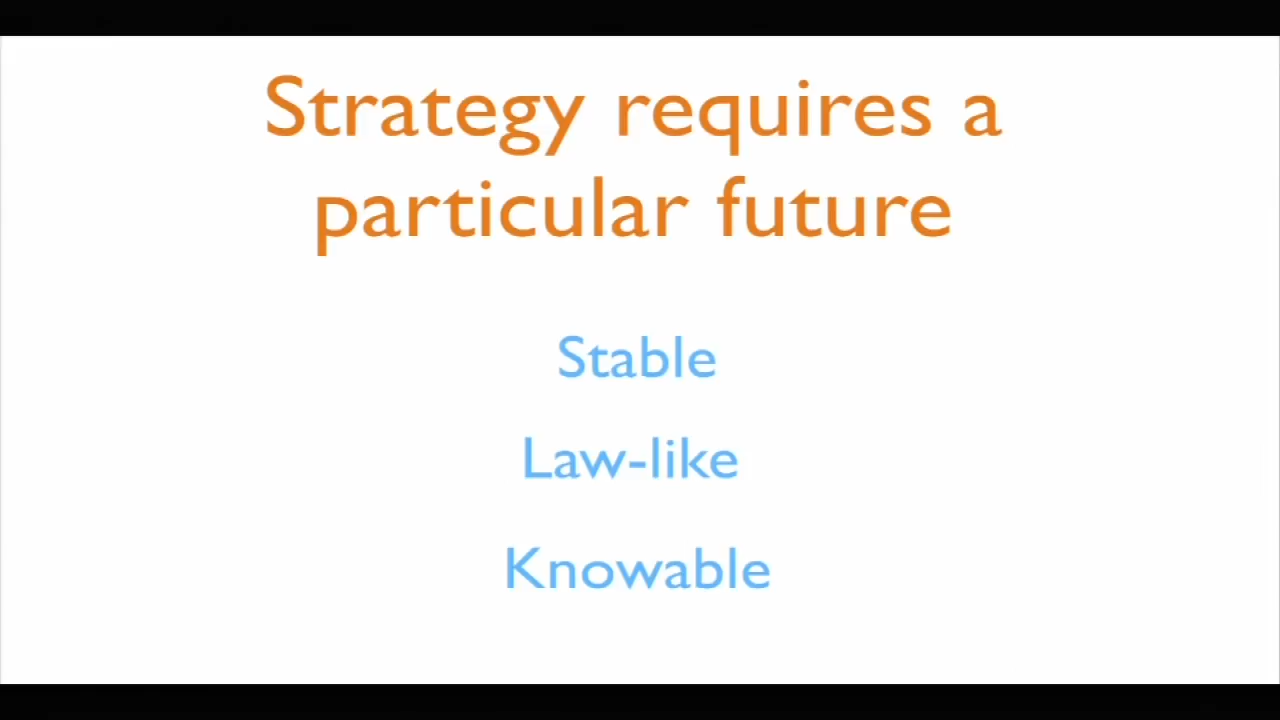 Strategy requires a
particular future
Stable
Law-like
Knowable